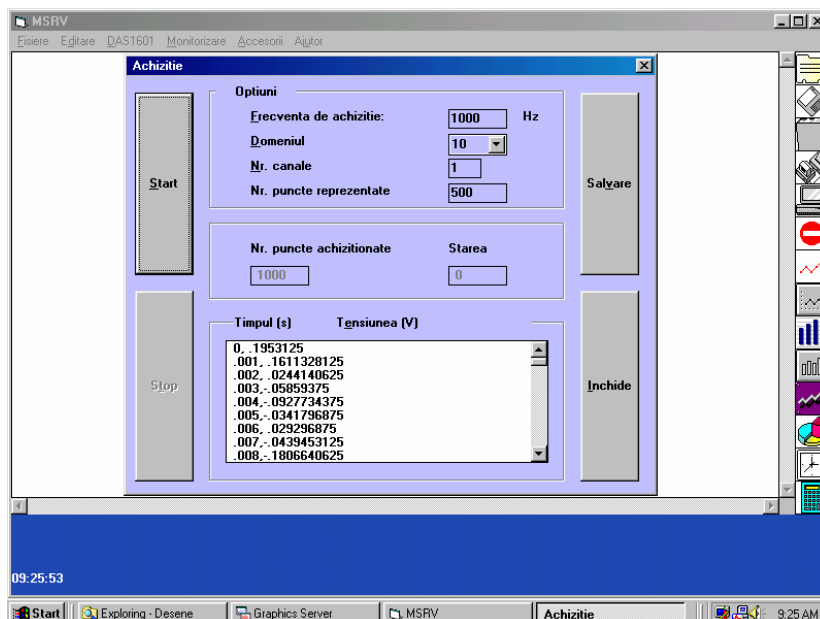 MSRV
Fisiere Editare DAS1601 Monitorizare Accesorii Ajutor
Achizitie
Optiuni
Frecventa de achizitie: 1000 Hz
Domeniul 10
Nr. canale 1
Nr. puncte reprezentate 500
Start
Salvare
Nr. puncte achizitionate Starea
1000 0
Timpul (s) Tensiunea (V)
0, .1953125
.001, .1611328125
.002, .0244140625
.003,-.05859375
.004,-.0927734375
.005,-.0341796875
.006, .029296875
.007,-.0439453125
.008,-.1806640625
Stop
Inchide
09:25:53
Start Exploring - Desene Graphics Server MSRV Achizitie 9:25 AM